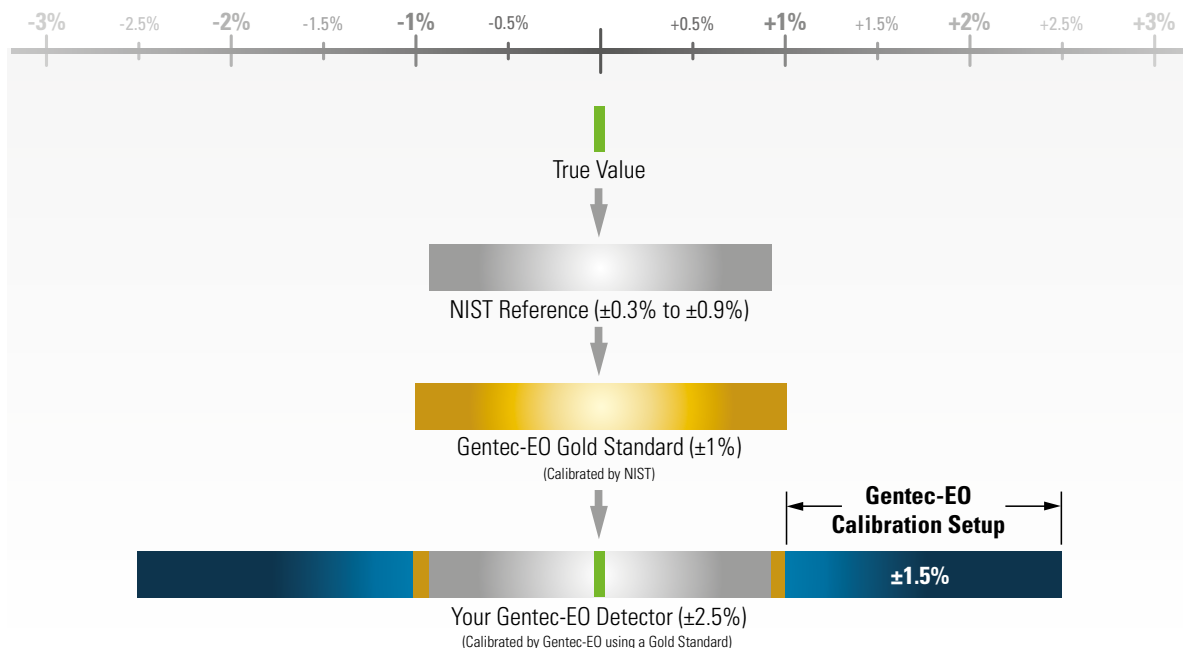 -3% -2.5% -2% -1.5% -1% -0.5% +0.5% +1% +1.5% +2% +2.5% +3%
True Value
NIST Reference (±0.3% to ±0.9%)
Gentec-EO Gold Standard (±1%)
(Calibrated by NIST)
Gentec-EO
Calibration Setup
±1.5%
Your Gentec-EO Detector (±2.5%)
(Calibrated by Gentec-EO using a Gold Standard)